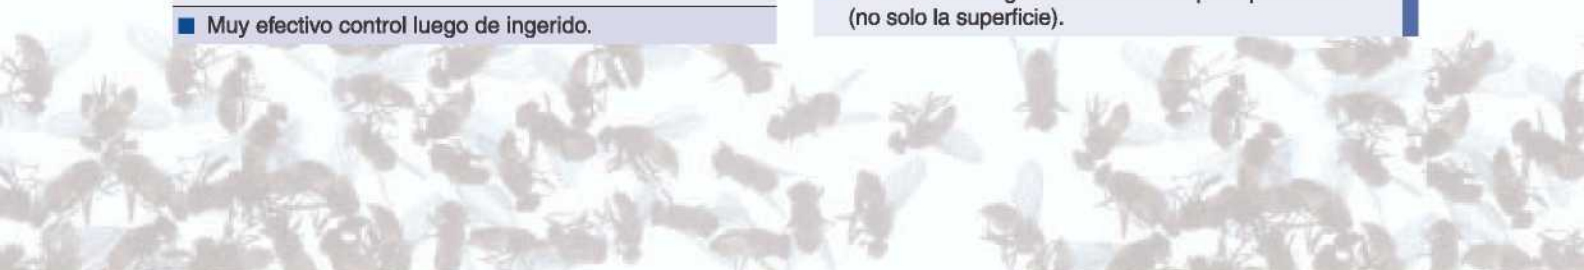 Muy efectivo control luego de ingerido.
(no solo la superficie).